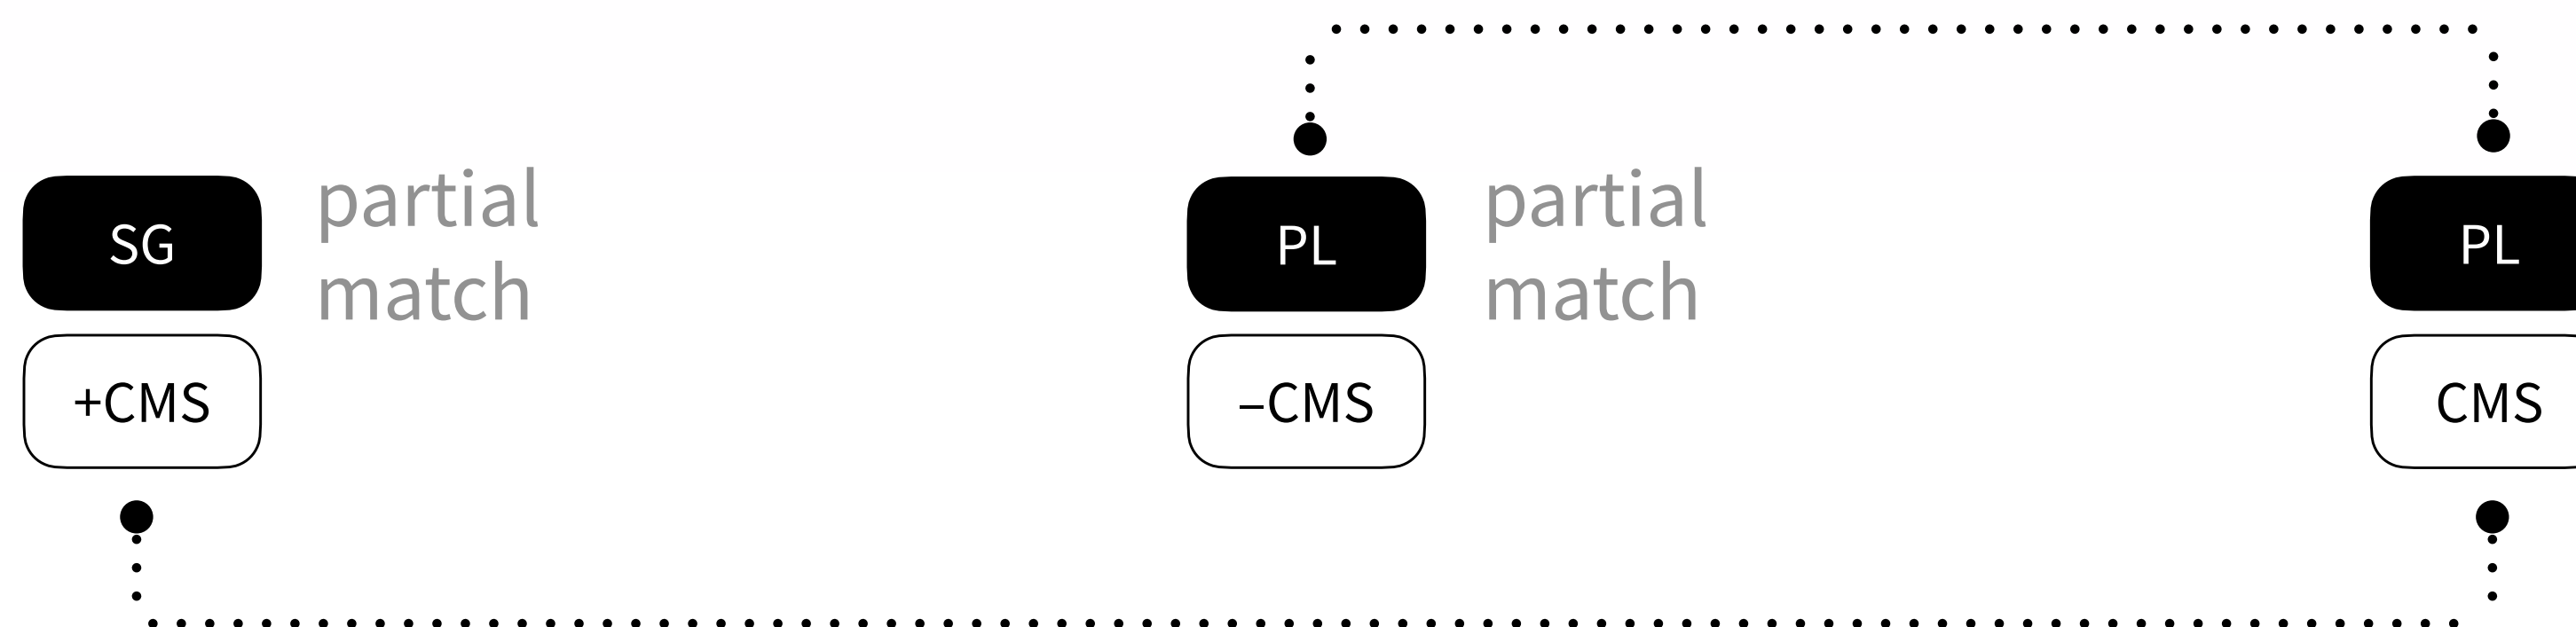 SG
+CMS
partial
match
PL
–CMS
partial
match
PL
CMS